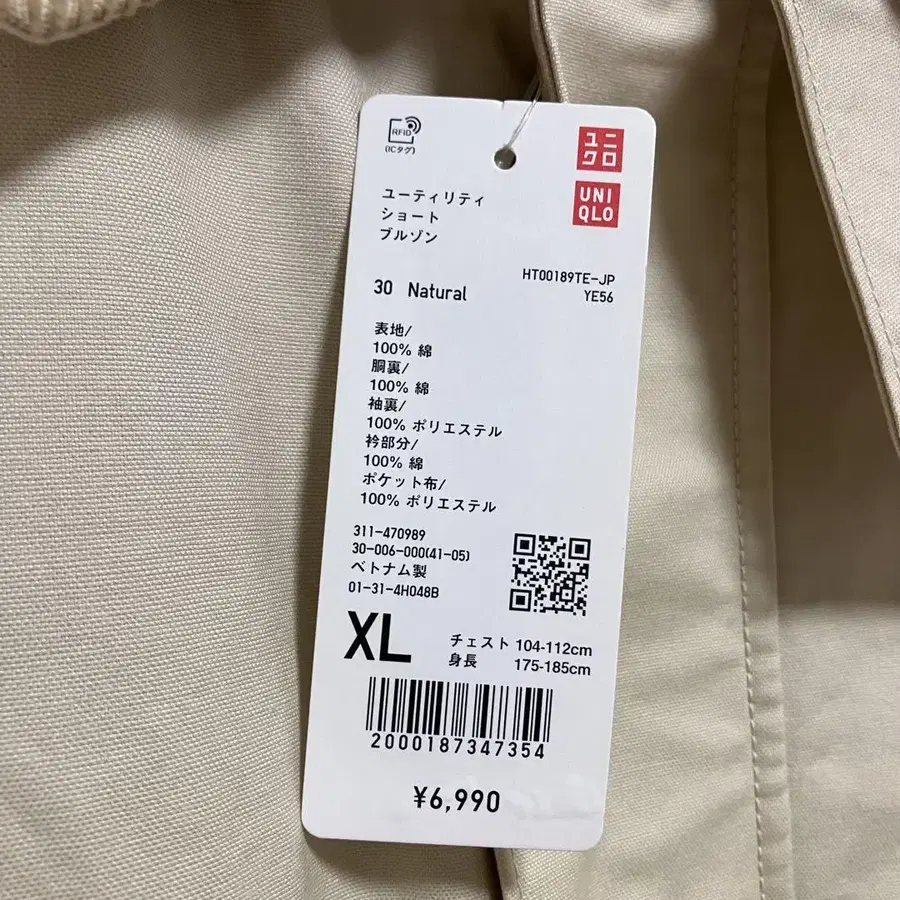 RFID
(ICタグ)
ユニ
クロ
UNI
QLO
ユーティリティ
ショート
ブルゾン
HT00189TE-JP
YE56
30 Natural
表地/
100% 綿
胴裏/
100% 綿
袖裏/
100% ポリエステル
衿部分/
100% 綿
ポケット布/
100% ポリエステル
311-470989
30-006-000(41-05)
ベトナム製
01-31-4H048B
XL
チェスト 104-112cm
身長 175-185cm
2000187347354
¥6,990